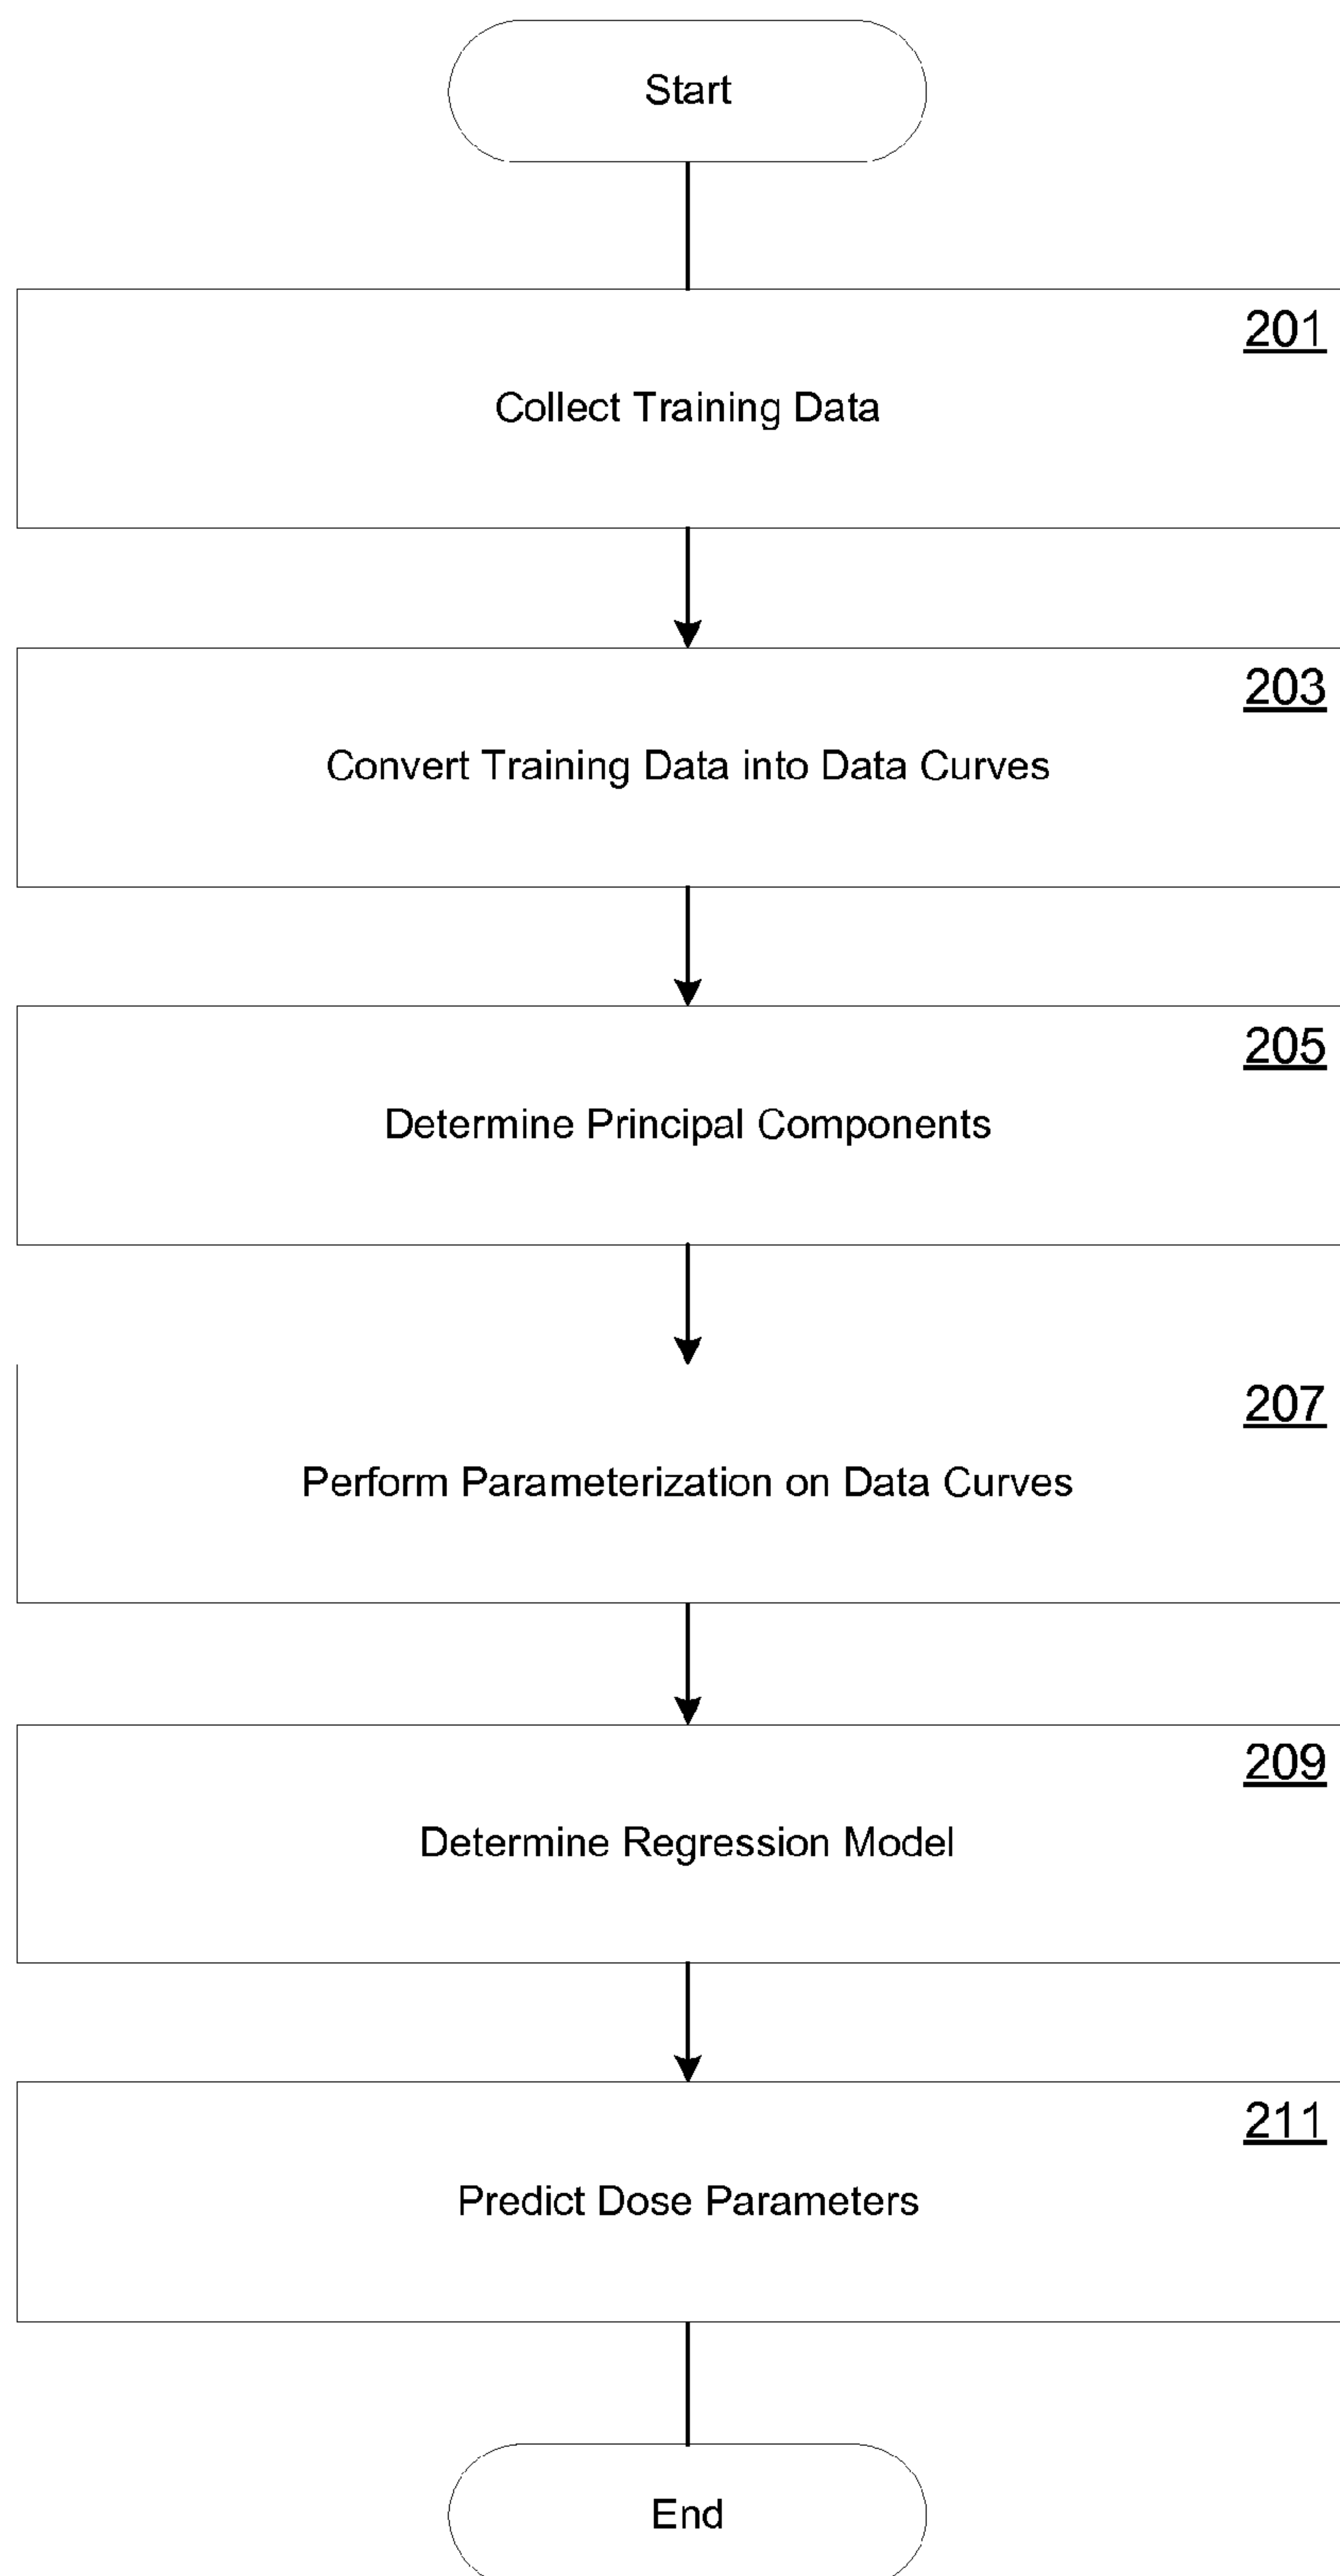 Start
201
Collect Training Data
203
Convert Training Data into Data Curves
205
Determine Principal Components
207
Perform Parameterization on Data Curves
209
Determine Regression Model
211
Predict Dose Parameters
End